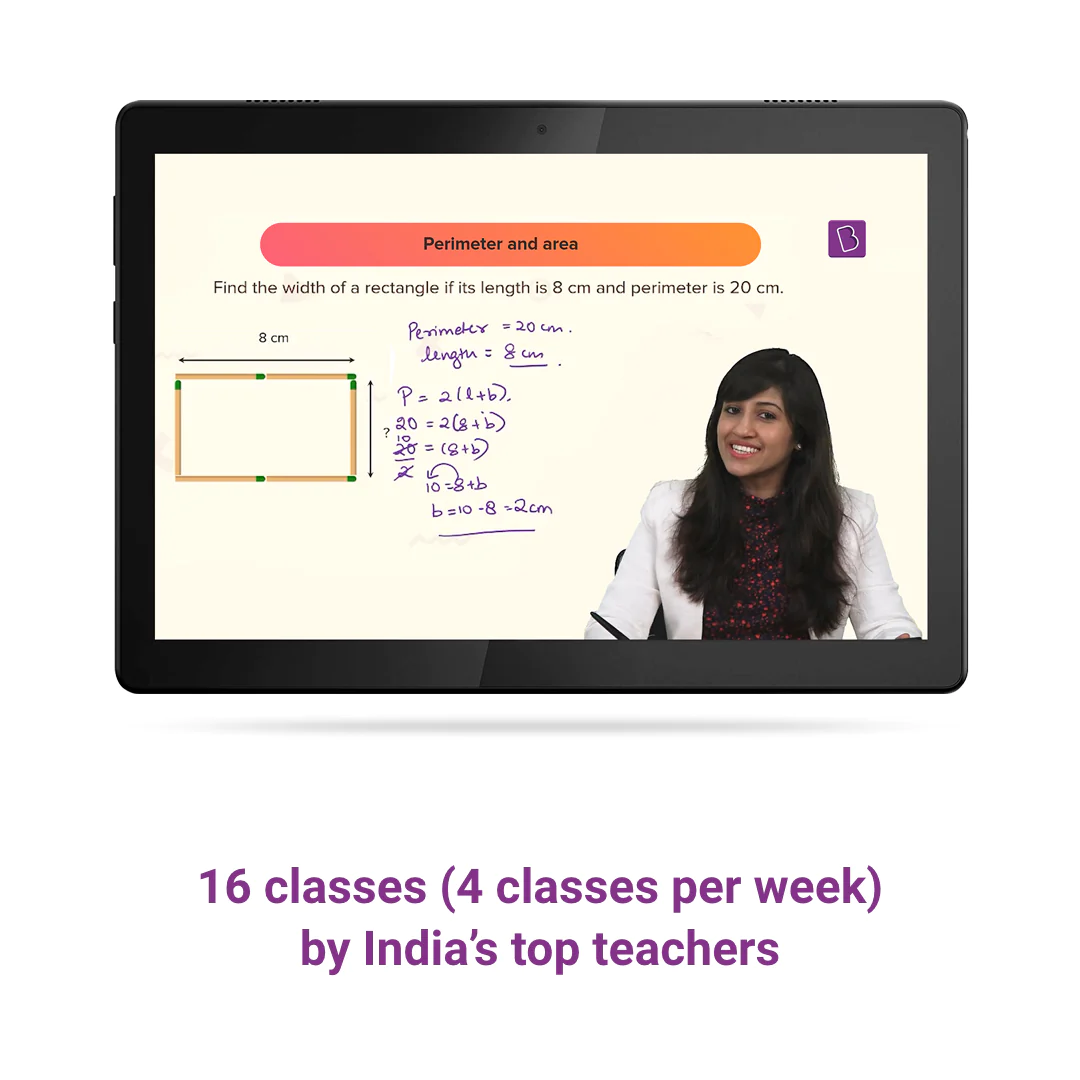 Perimeter and area
B
Find the width of a rectangle if its length is 8 cm and perimeter is 20 cm.
8 cm
?
Perimeter = 20 cm.
length = 8 cm.
P = 2(l+b).
20 = 2(8+b)
10
20 = (8+b)
2
10 = 8+b
b = 10 - 8 = 2cm
16 classes (4 classes per week)
by India's top teachers